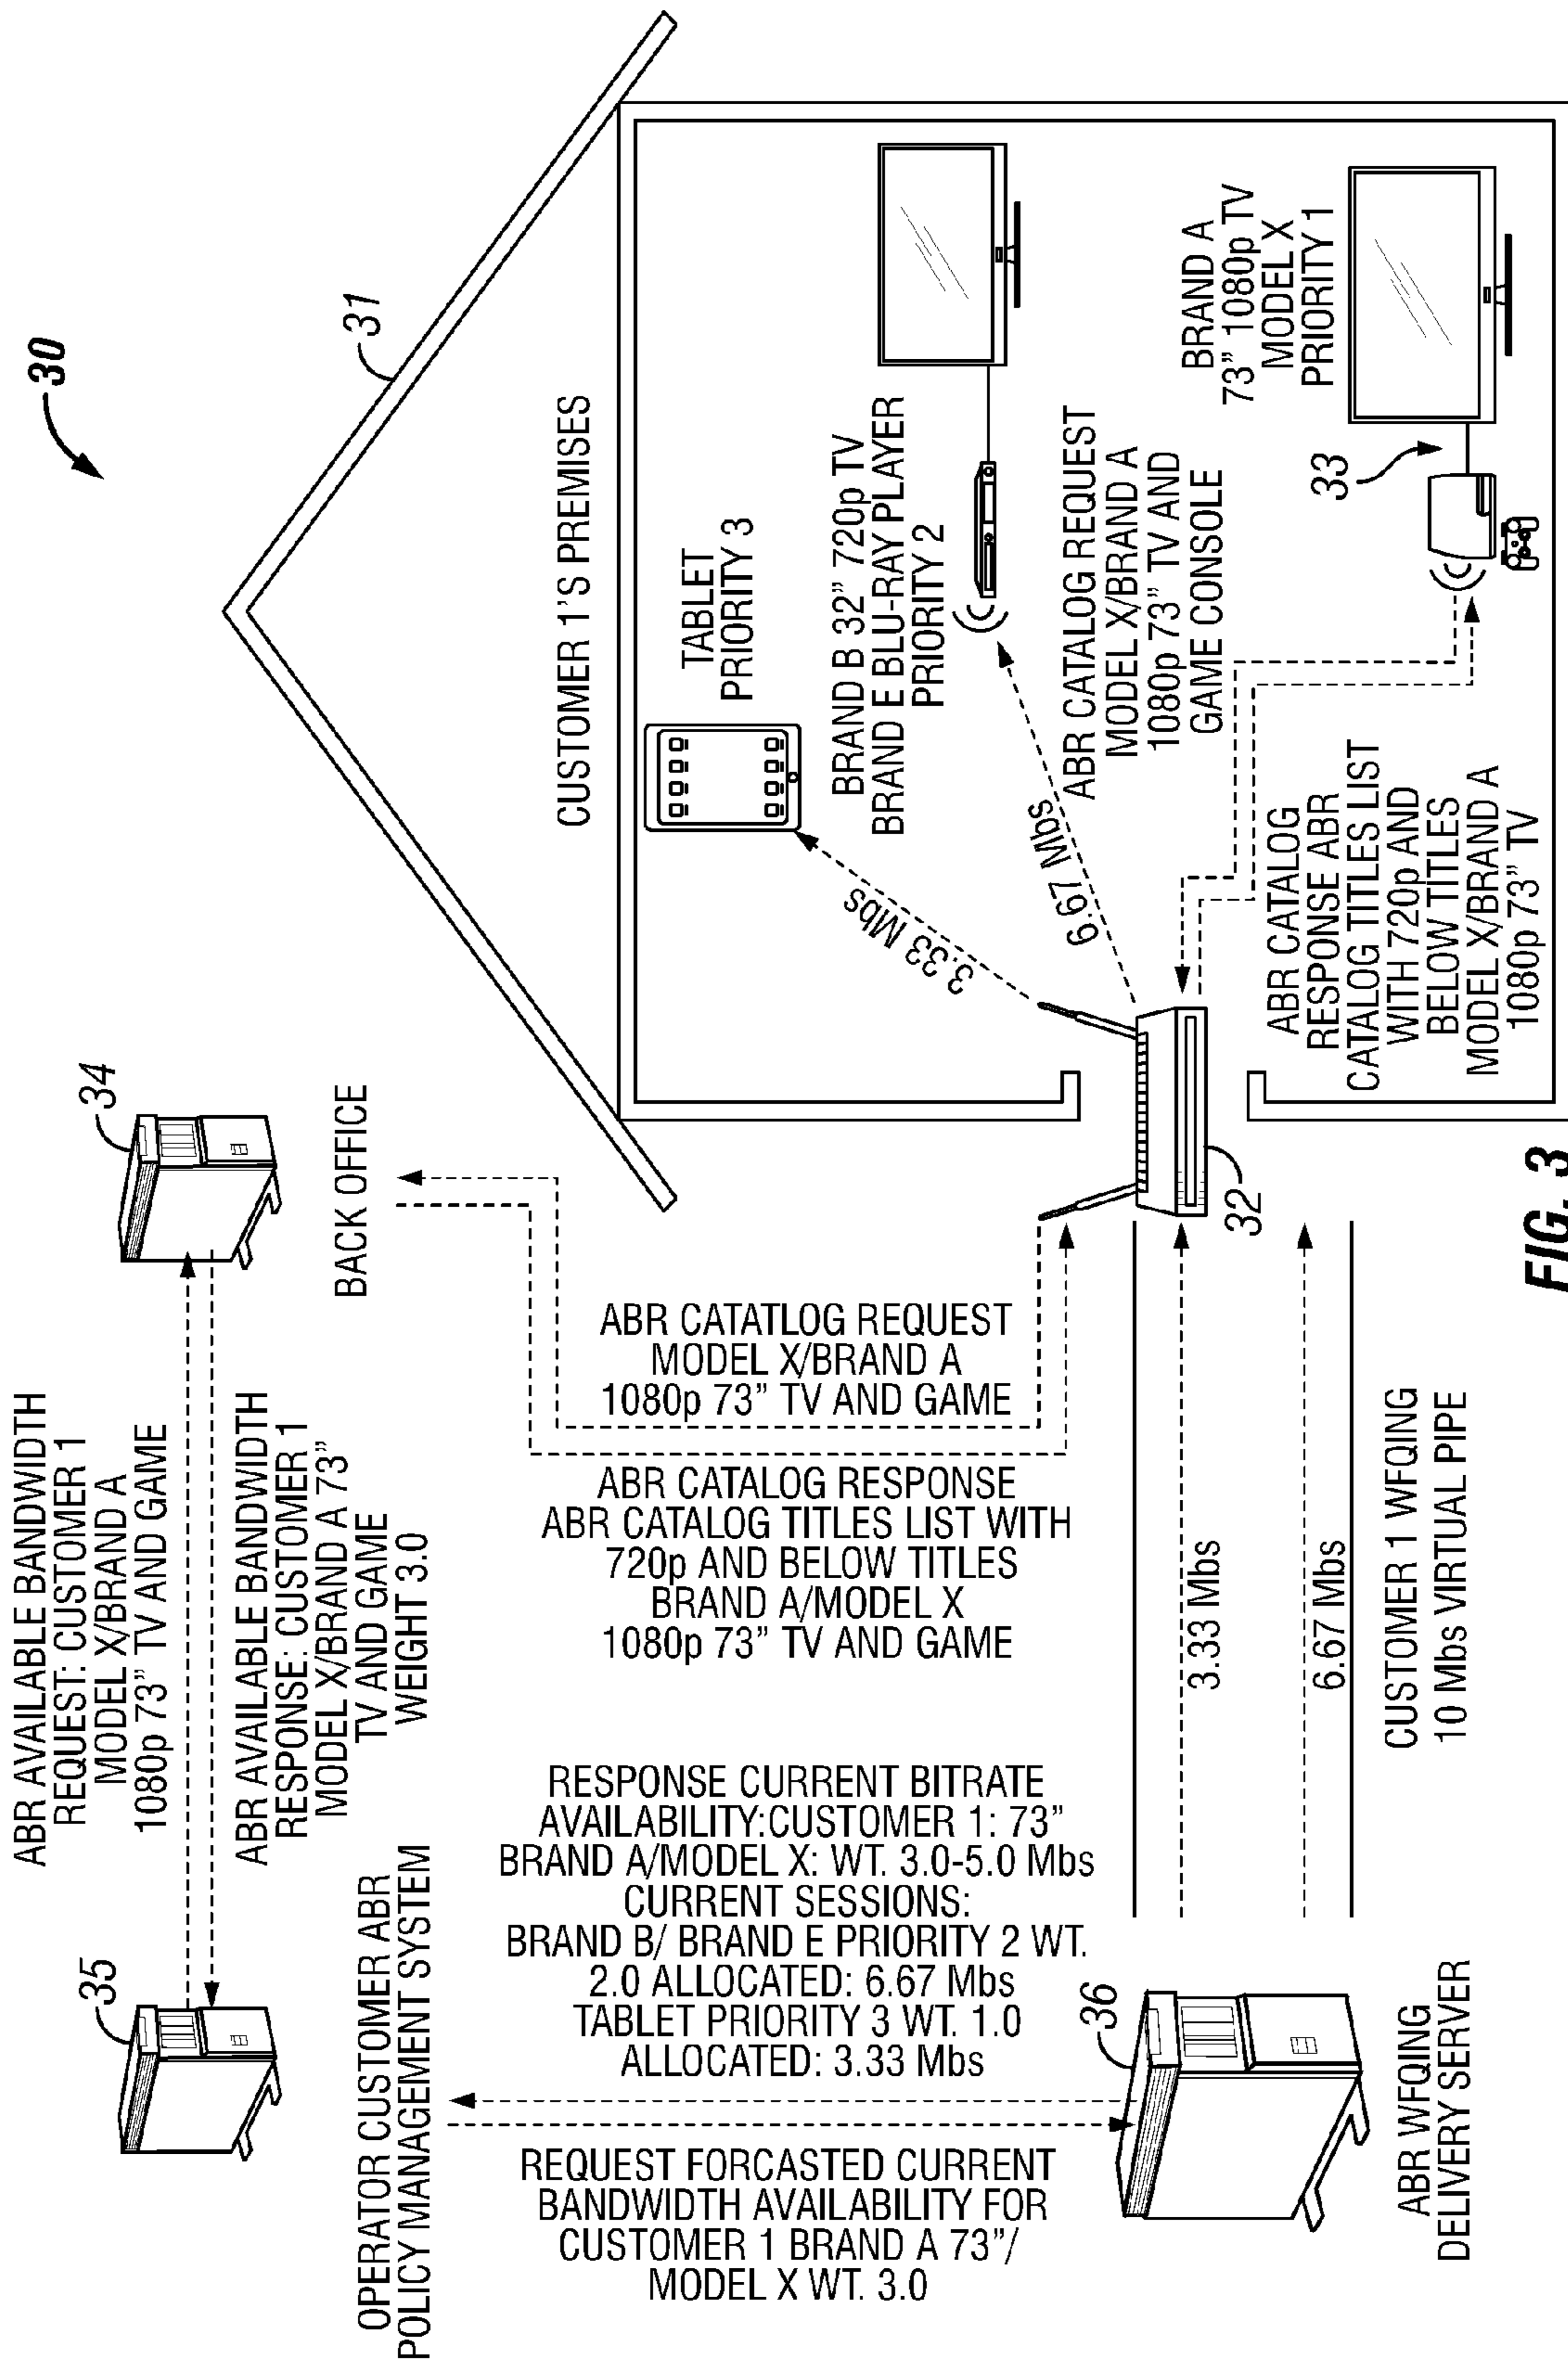 30
31
CUSTOMER 1'S PREMISES
TABLET
PRIORITY 3
BRAND B 32" 720p TV
BRAND E BLU-RAY PLAYER
PRIORITY 2
3.33 Mbs
6.67 Mbs
ABR CATALOG REQUEST
MODEL X/BRAND A
1080p 73" TV AND
GAME CONSOLE
BRAND A
73" 1080p TV
MODEL X
PRIORITY 1
33
ABR CATALOG
RESPONSE ABR
CATALOG TITLES LIST
WITH 720p AND
BELOW TITLES
MODEL X/BRAND A
1080p 73" TV
32
34
BACK OFFICE
ABR AVAILABLE BANDWIDTH
REQUEST: CUSTOMER 1
MODEL X/BRAND A
1080p 73" TV AND GAME
ABR AVAILABLE BANDWIDTH
RESPONSE: CUSTOMER 1
MODEL X/BRAND A 73"
TV AND GAME
WEIGHT 3.0
ABR CATATLOG REQUEST
MODEL X/BRAND A
1080p 73" TV AND GAME
ABR CATALOG RESPONSE
ABR CATALOG TITLES LIST WITH
720p AND BELOW TITLES
BRAND A/MODEL X
1080p 73" TV AND GAME
35
OPERATOR CUSTOMER ABR
POLICY MANAGEMENT SYSTEM
RESPONSE CURRENT BITRATE
AVAILABILITY:CUSTOMER 1: 73"
BRAND A/MODEL X: WT. 3.0-5.0 Mbs
CURRENT SESSIONS:
BRAND B/ BRAND E PRIORITY 2 WT.
2.0 ALLOCATED: 6.67 Mbs
TABLET PRIORITY 3 WT. 1.0
ALLOCATED: 3.33 Mbs
REQUEST FORCASTED CURRENT
BANDWIDTH AVAILABILITY FOR
CUSTOMER 1 BRAND A 73"/
MODEL X WT. 3.0
36
ABR WFQING
DELIVERY SERVER
3.33 Mbs
6.67 Mbs
CUSTOMER 1 WFQING
10 Mbs VIRTUAL PIPE
FIG. 3